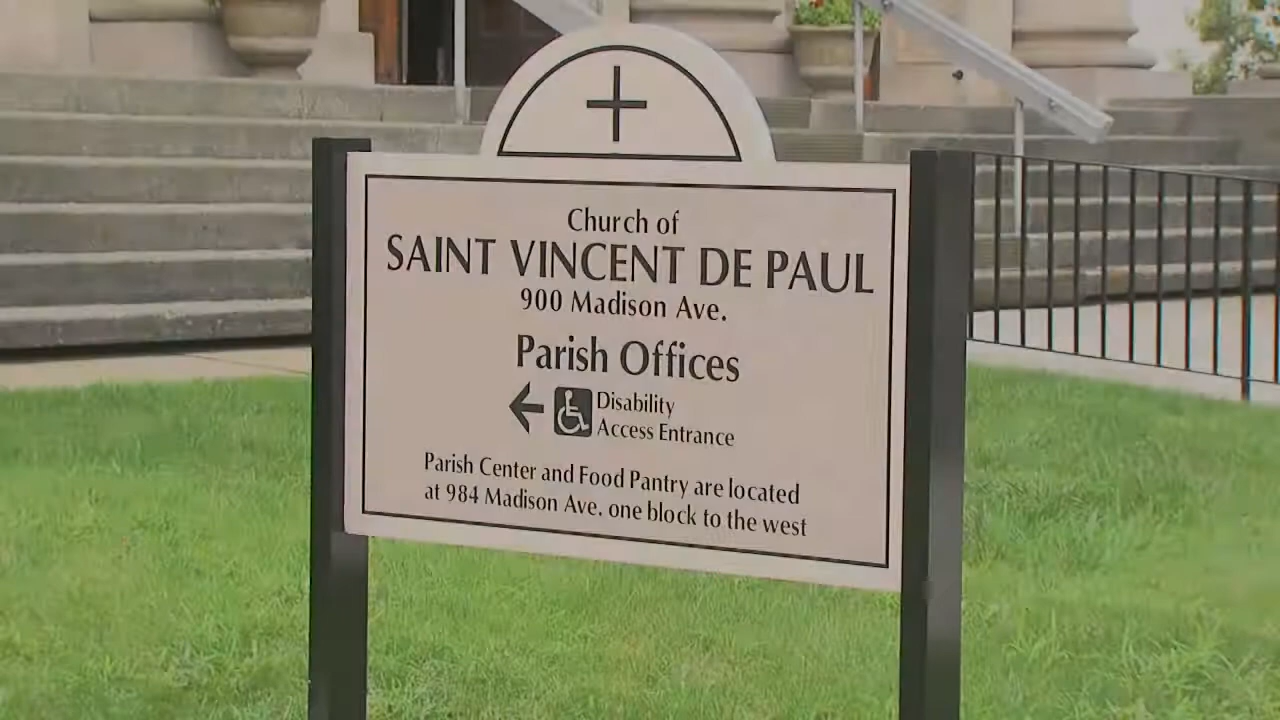 Church of
SAINT VINCENT DE PAUL
900 Madison Ave.
Parish Offices
Disability
Access Entrance
Parish Center and Food Pantry are located
at 984 Madison Ave. one block to the west